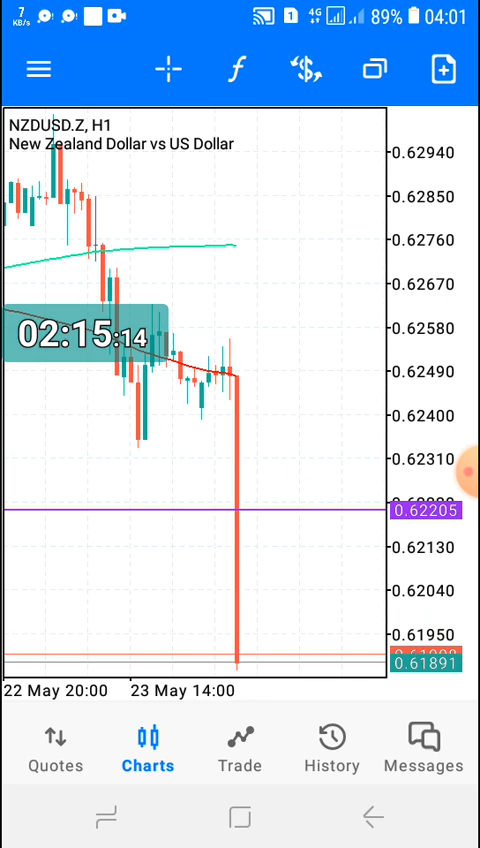 7
KB/s
1
4G
89%
04:01
NZDUSD.Z, H1
New Zealand Dollar vs US Dollar
02:15:14
0.62940
0.62850
0.62760
0.62670
0.62580
0.62490
0.62400
0.62310
0.62205
0.62130
0.62040
0.61950
0.61891
22 May 20:00
23 May 14:00
Quotes
Charts
Trade
History
Messages